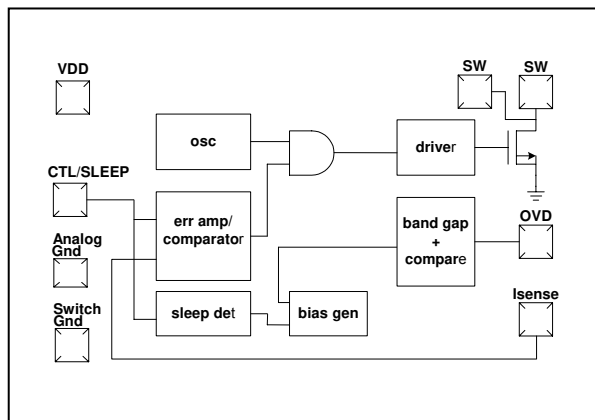 VDD
SW
SW
osc
driver
CTL/SLEEP
err amp/
comparator
band gap
+
compare
OVD
Analog
Gnd
Isense
Switch
Gnd
sleep det
bias gen